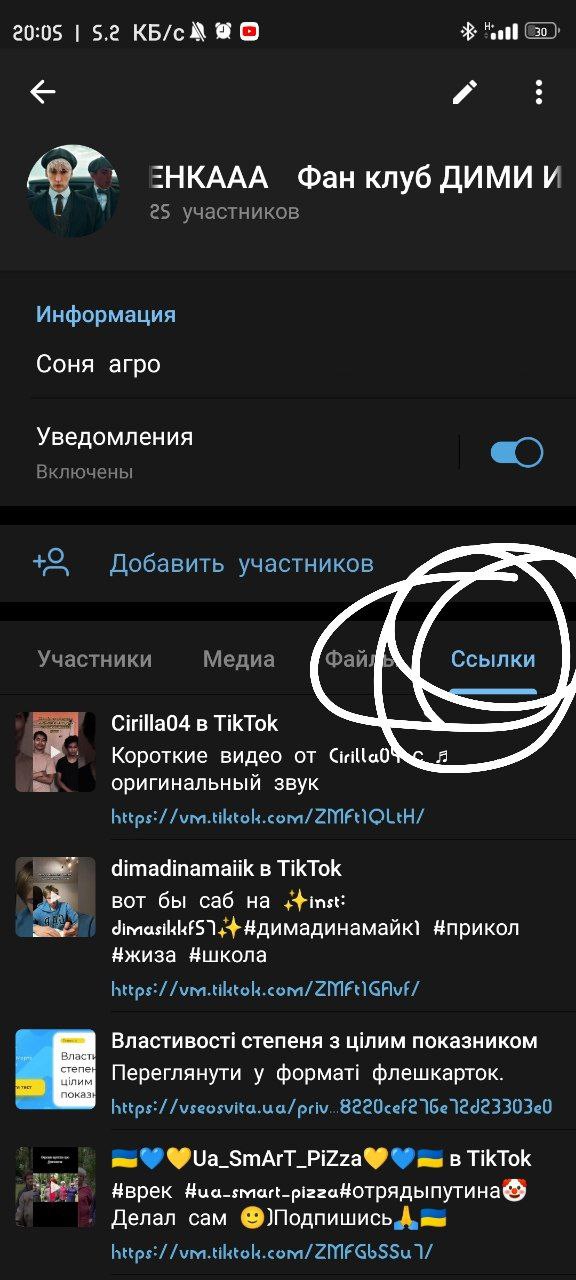 20:05 | 5.2 КБ/с
30
ЕНКААА Фан клуб ДИМИ И
25 участников
Информация
Соня агро
Уведомления
Включены
Добавить участников
Участники Медиа Файлы Ссылки
Cirilla04 в TikTok
Короткие видео от Cirilla04 с ♬
оригинальный звук
https://vm.tiktok.com/ZMFt1QLtH/
dimadinamaiik в TikTok
вот бы саб на ✨inst:
dimasikkf57✨#димадинамайк1 #прикол
#жиза #школа
https://vm.tiktok.com/ZMFt1GAvf/
Властивості степеня з цілим показником
Переглянути у форматі флешкарток.
https://vseosvita.ua/priv...8220cef276e72d23303e0
🇺🇦💙💛Ua_SmArT_PiZza💛💙🇺🇦 в TikTok
#врек #ua-smart-pizza#отрядыпутина🤡
Делал сам 🙂)Подпишись🙏🇺🇦
https://vm.tiktok.com/ZMFGbSSu7/